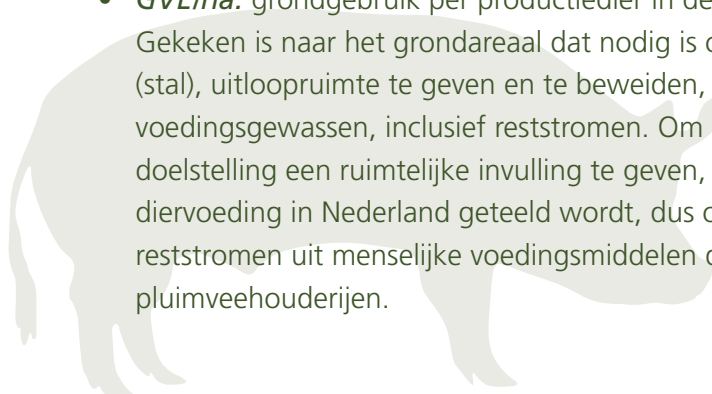 • GVE/ha: grondgebruik per productiedier in de
Gekeken is naar het grondareaal dat nodig is
(stal), uitloopruimte te geven en te beweiden,
voedingsgewassen, inclusief reststromen. Om
doelstelling een ruimtelijke invulling te geven,
diervoeding in Nederland geteeld wordt, dus
reststromen uit menselijke voedingsmiddelen
pluimveehouderijen.